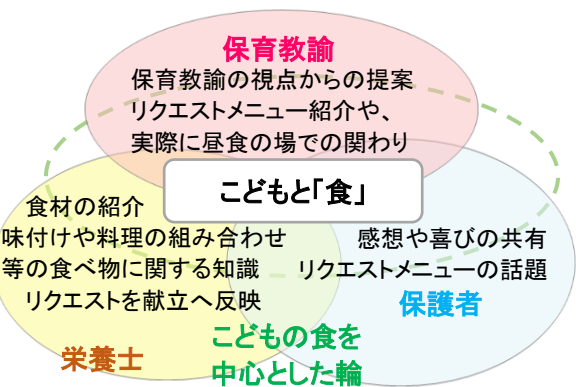 保育教諭
保育教諭の視点からの提案
リクエストメニュー紹介や、
実際に昼食の場での関わり
こどもと「食」
食材の紹介
味付けや料理の組み合わせ
等の食べ物に関する知識
リクエストを献立へ反映
栄養士
感想や喜びの共有
リクエストメニューの話題
保護者
こどもの食を
中心とした輪